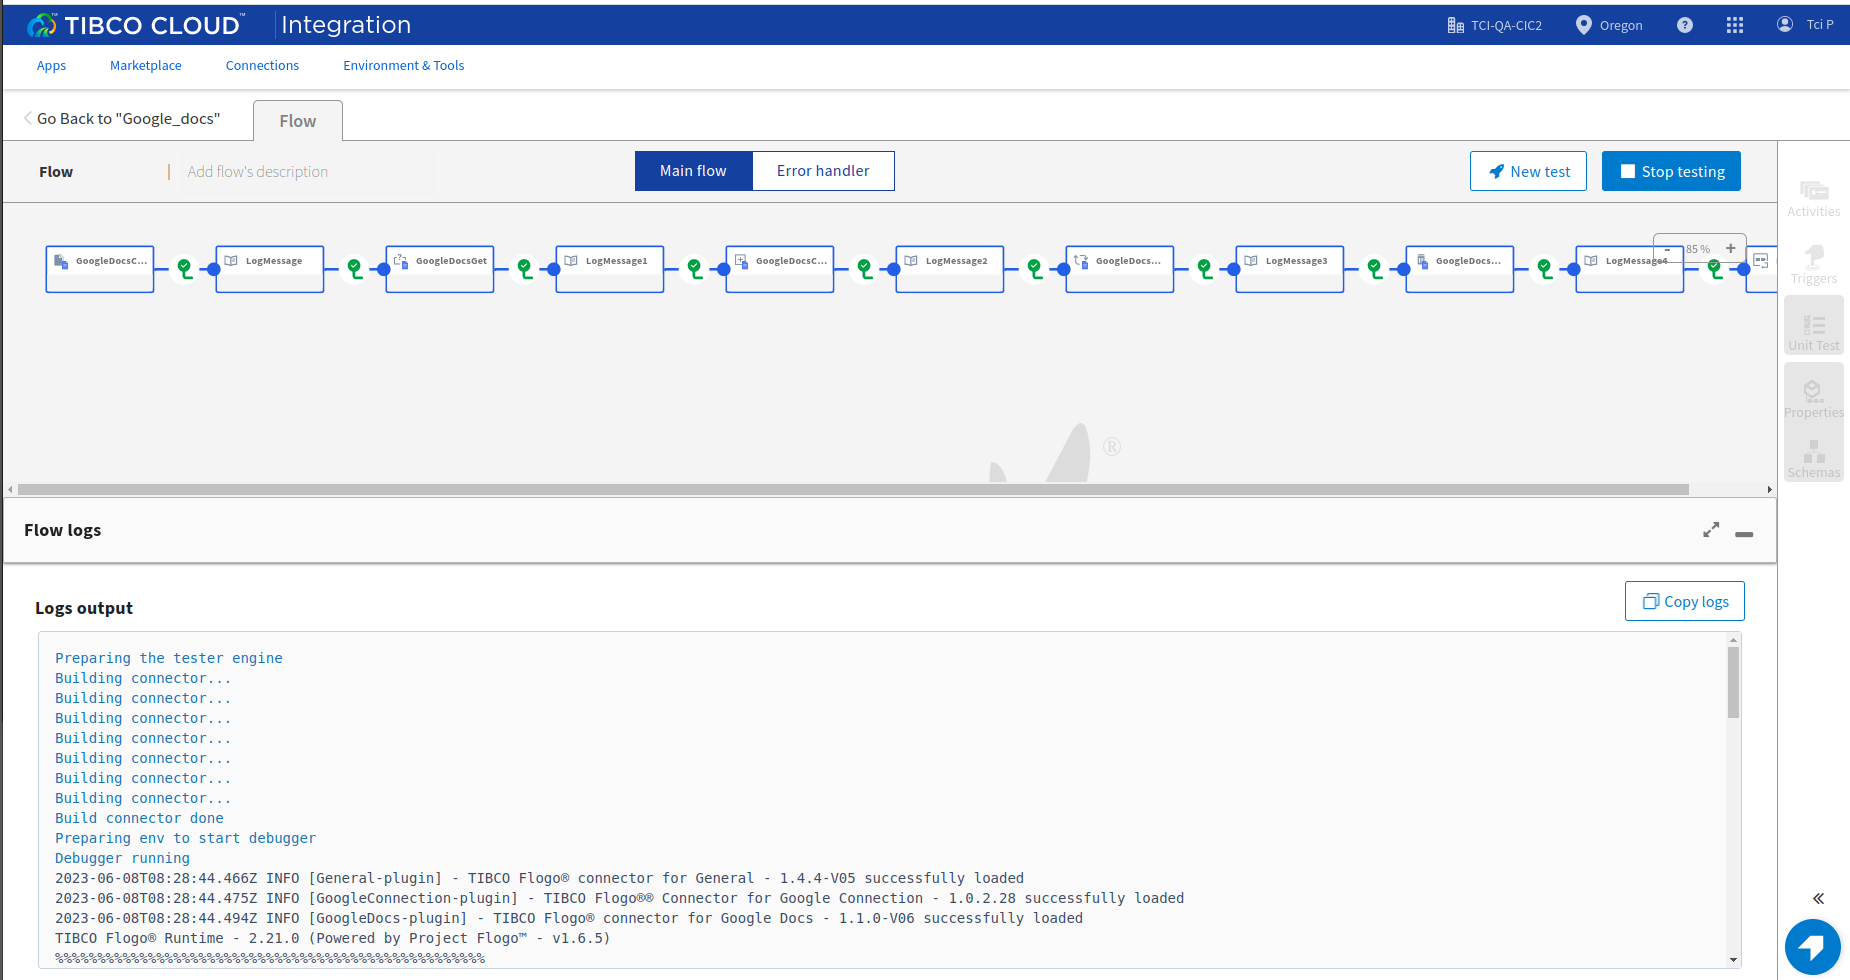 TIBCO CLOUD™ Integration
TCI-QA-CIC2 Oregon ? Tci P
Apps Marketplace Connections Environment & Tools
Go Back to "Google_docs" Flow
Flow Add flow's description Main flow Error handler New test Stop testing
Activities
Triggers
Unit Test
Properties
Schemas
- 85 % +
GoogleDocsC... LogMessage GoogleDocsGet LogMessage1 GoogleDocsC... LogMessage2 GoogleDocs... LogMessage3 GoogleDocs... LogMessage4
®
Flow logs
Logs output Copy logs
Preparing the tester engine
Building connector...
Building connector...
Building connector...
Building connector...
Building connector...
Building connector...
Building connector...
Build connector done
Preparing env to start debugger
Debugger running
2023-06-08T08:28:44.466Z INFO [General-plugin] - TIBCO Flogo® connector for General - 1.4.4-V05 successfully loaded
2023-06-08T08:28:44.475Z INFO [GoogleConnection-plugin] - TIBCO Flogo®® Connector for Google Connection - 1.0.2.28 successfully loaded
2023-06-08T08:28:44.494Z INFO [GoogleDocs-plugin] - TIBCO Flogo® connector for Google Docs - 1.1.0-V06 successfully loaded
TIBCO Flogo® Runtime - 2.21.0 (Powered by Project Flogo™ - v1.6.5)
%%%%%%%%%%%%%%%%%%%%%%%%%%%%%%%%%%%%%%%%%%%%%%%%%%%